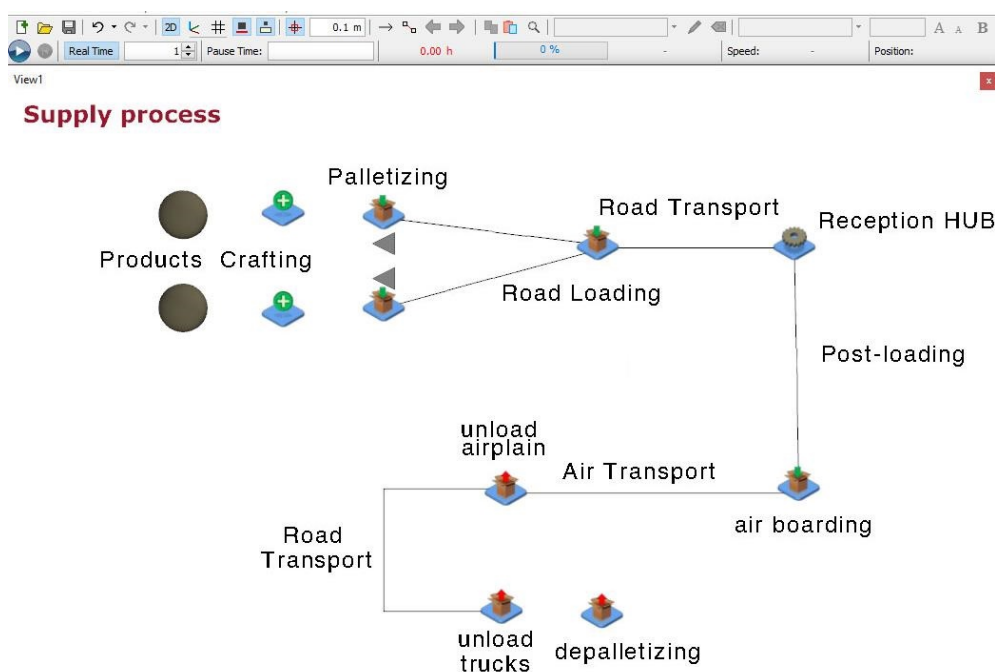 2D
0.1 m
A A B
Real Time
1
Pause Time:
0.00 h
0 %
-
Speed:
-
Position:
View1
x
Supply process
Palletizing
Road Transport
Reception HUB
Products
Crafting
Road Loading
Post-loading
unload
airplain
Air Transport
air boarding
Road
Transport
unload
trucks
depalletizing